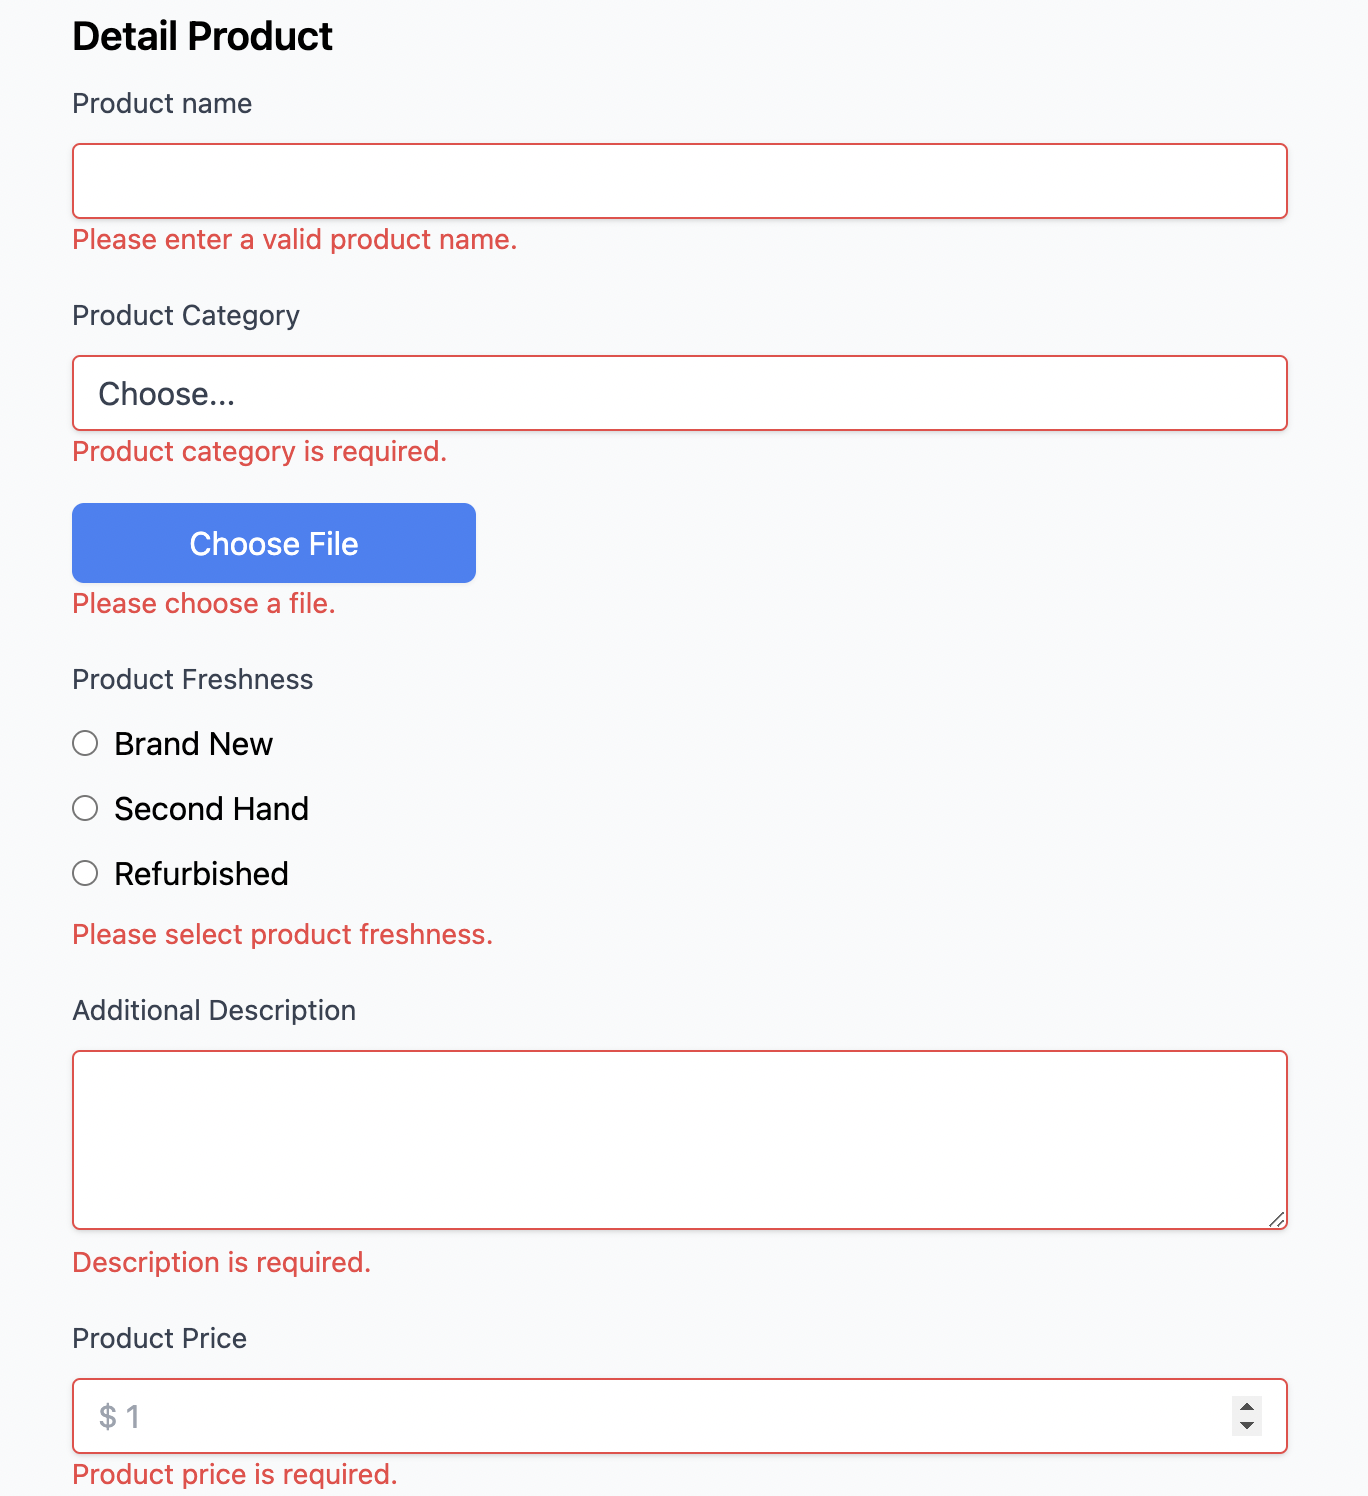 Detail Product
Product name
Please enter a valid product name.
Product Category
Choose...
Product category is required.
Choose File
Please choose a file.
Product Freshness
Brand New
Second Hand
Refurbished
Please select product freshness.
Additional Description
Description is required.
Product Price
$ 1
Product price is required.